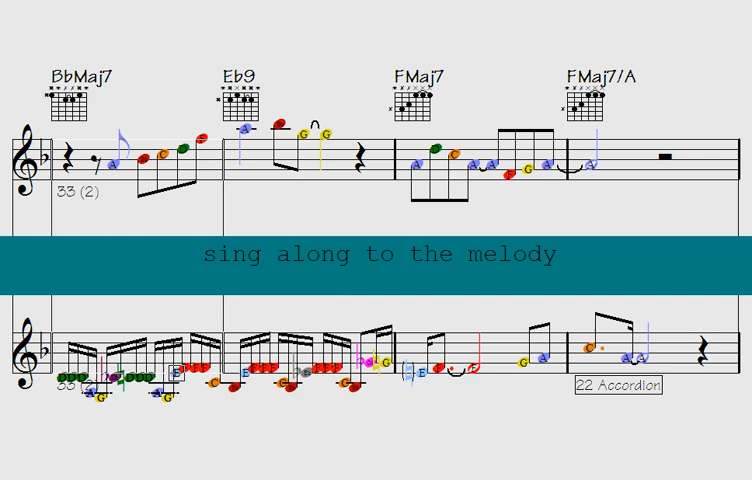 BbMaj7 Eb9 FMaj7 FMaj7/A
33 (2)
sing along to the melody
33 (2)
22 Accordion